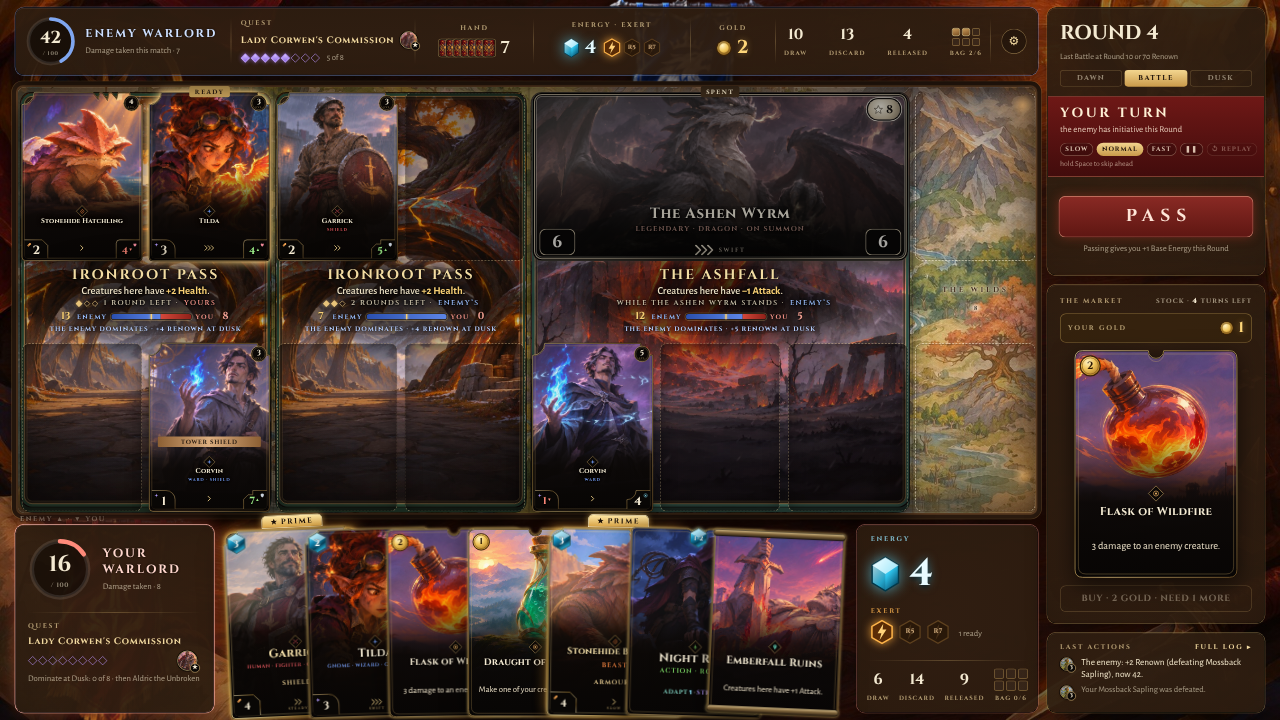 42
/ 100
ENEMY WARLORD
Damage taken this match · 7
QUEST
LADY CORWEN'S COMMISSION
5 of 8
HAND
7
ENERGY · EXERT
4
R5
R7
GOLD
2
10
DRAW
13
DISCARD
4
RELEASED
BAG 2/6
READY
4
STONEHIDE HATCHLING
2
4
3
TILDA
3
4
3
GARRICK
SHIELD
2
5
SPENT
8
THE ASHEN WYRM
LEGENDARY · DRAGON · ON SUMMON
6
SWIFT
6
IRONROOT PASS
Creatures here have +2 Health.
1 ROUND LEFT · YOURS
13 ENEMY YOU 8
THE ENEMY DOMINATES · +4 RENOWN AT DUSK
IRONROOT PASS
Creatures here have +2 Health.
2 ROUNDS LEFT · ENEMY'S
7 ENEMY YOU 0
THE ENEMY DOMINATES · +4 RENOWN AT DUSK
THE ASHFALL
Creatures here have −1 Attack.
WHILE THE ASHEN WYRM STANDS · ENEMY'S
12 ENEMY YOU 5
THE ENEMY DOMINATES · +5 RENOWN AT DUSK
THE WILDS
8
3
TOWER SHIELD
CORVIN
WARD · SHIELD
1
7
5
CORVIN
WARD
1
4
ENEMY ▲ · ▼ YOU
16
/ 100
YOUR WARLORD
Damage taken · 8
QUEST
LADY CORWEN'S COMMISSION
Dominate at Dusk: 0 of 8 · then Aldric the Unbroken
★ PRIME
3
HUMAN · FIGHTER
4
2
TILDA
GNOME · WIZARD
3
2
FLASK OF
3 damage to an
1
DRAUGHT OF
Make one of your
★ PRIME
3
STONEHIDE
4
NIGHT
ACTION
EMBERFALL RUINS
Creatures here have +1 Attack.
ENERGY
4
EXERT
R5
R7
1 ready
6
DRAW
14
DISCARD
9
RELEASED
BAG 0/6
ROUND 4
Last Battle at Round 10 or 70 Renown
DAWN
BATTLE
DUSK
YOUR TURN
the enemy has initiative this Round
SLOW
NORMAL
FAST
REPLAY
hold Space to skip ahead
PASS
Passing gives you +1 Base Energy this Round
THE MARKET
STOCK · 4 TURNS LEFT
YOUR GOLD
1
2
FLASK OF WILDFIRE
3 damage to an enemy creature.
BUY · 2 GOLD · NEED 1 MORE
LAST ACTIONS
FULL LOG ▸
The enemy: +2 Renown (defeating Mossback Sapling), now 42.
Your Mossback Sapling was defeated.